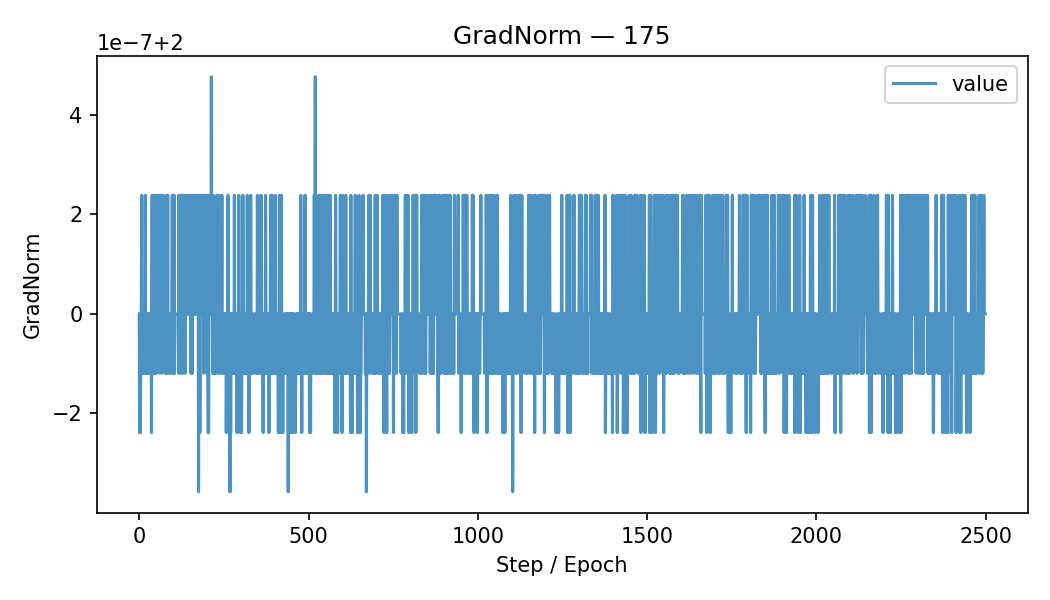 GradNorm — 175
1e−7+2
value
4
2
0
−2
GradNorm
0
500
1000
1500
2000
2500
Step / Epoch